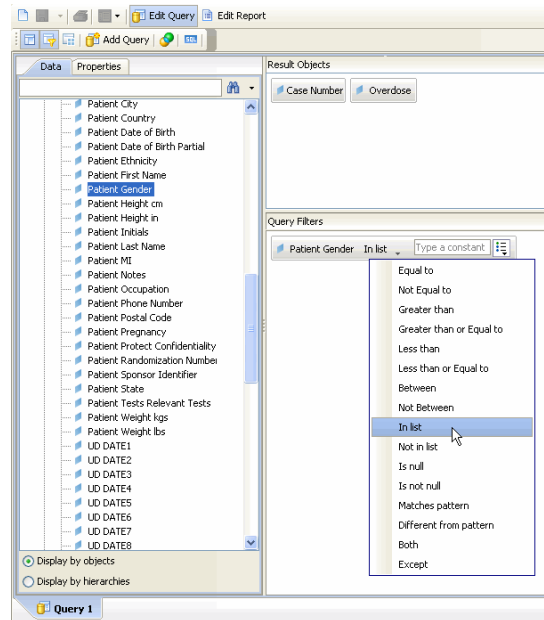 Edit Query Edit Report
Add Query SQL
Data Properties
Patient City
Patient Country
Patient Date of Birth
Patient Date of Birth Partial
Patient Ethnicity
Patient First Name
Patient Gender
Patient Height cm
Patient Height in
Patient Initials
Patient Last Name
Patient MI
Patient Notes
Patient Occupation
Patient Phone Number
Patient Postal Code
Patient Pregnancy
Patient Protect Confidentiality
Patient Randomization Number
Patient Sponsor Identifier
Patient State
Patient Tests Relevant Tests
Patient Weight kgs
Patient Weight lbs
UD DATE1
UD DATE2
UD DATE3
UD DATE4
UD DATE5
UD DATE6
UD DATE7
UD DATE8
Display by objects
Display by hierarchies
Result Objects
Case Number Overdose
Query Filters
Patient Gender In list Type a constant
Equal to
Not Equal to
Greater than
Greater than or Equal to
Less than
Less than or Equal to
Between
Not Between
In list
Not in list
Is null
Is not null
Matches pattern
Different from pattern
Both
Except
Query 1